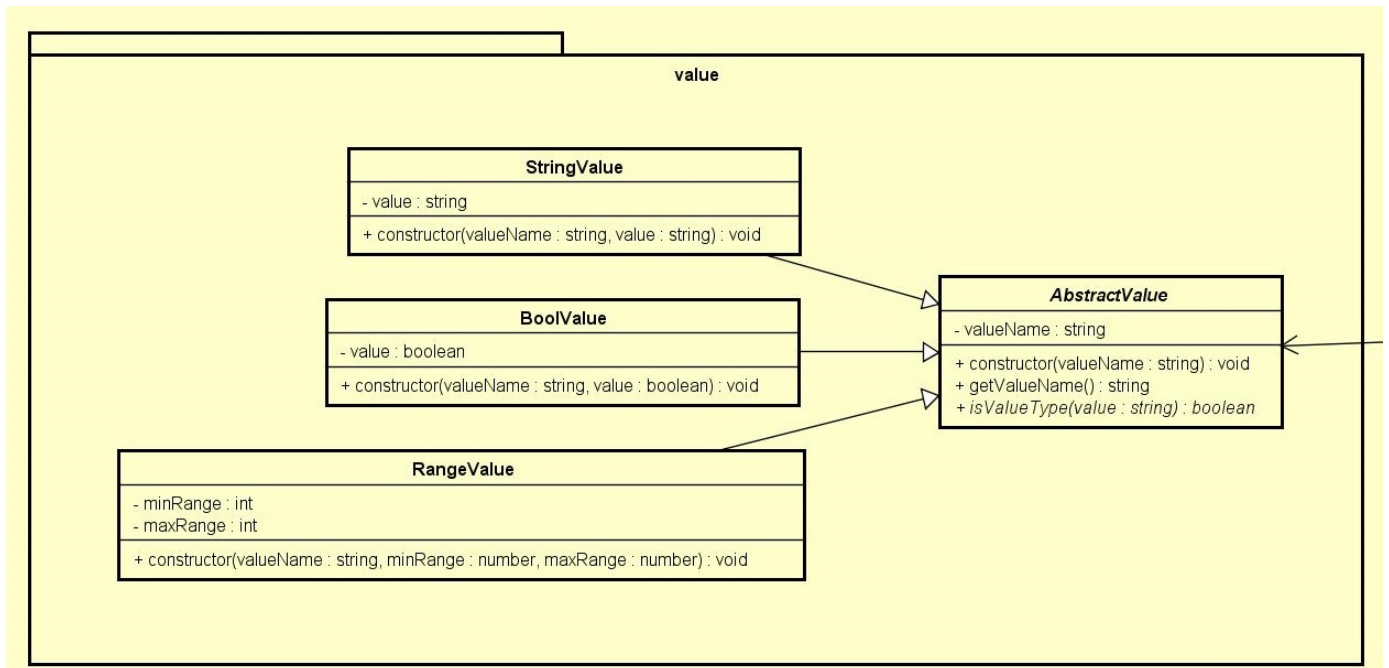 value
StringValue
- value : string
+ constructor(valueName : string, value : string) : void
BoolValue
- value : boolean
+ constructor(valueName : string, value : boolean) : void
RangeValue
- minRange : int
- maxRange : int
+ constructor(valueName : string, minRange : number, maxRange : number) : void
AbstractValue
- valueName : string
+ constructor(valueName : string) : void
+ getValueName() : string
+ isValueType(value : string) : boolean